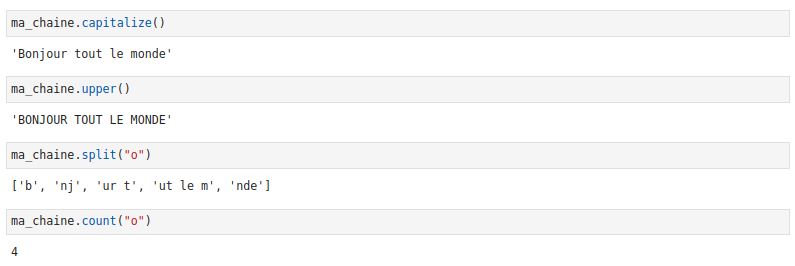 ma_chaine.capitalize()
'Bonjour tout le monde'
ma_chaine.upper()
'BONJOUR TOUT LE MONDE'
ma_chaine.split("o")
['b', 'nj', 'ur t', 'ut le m', 'nde']
ma_chaine.count("o")
4